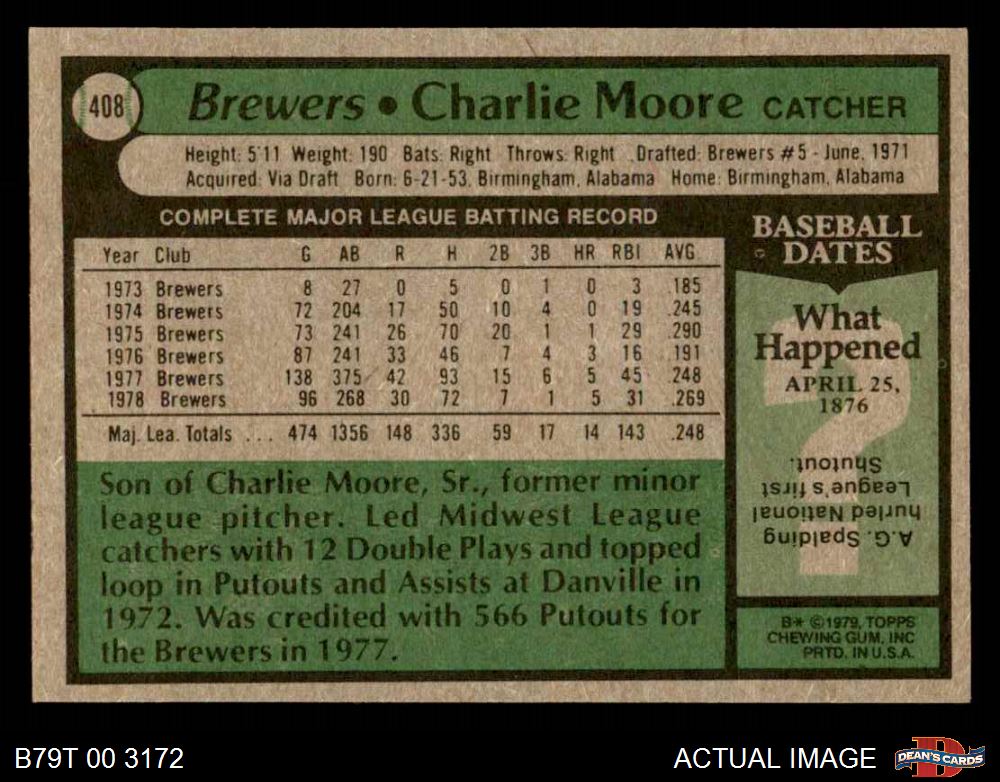 408
Brewers • Charlie Moore CATCHER
Height: 5'11 Weight: 190 Bats: Right Throws: Right Drafted: Brewers #5 - June, 1971
Acquired: Via Draft Born: 6-21-53, Birmingham, Alabama Home: Birmingham, Alabama
COMPLETE MAJOR LEAGUE BATTING RECORD
Year Club G AB R H 2B 3B HR RBI AVG.
1973 Brewers 8 27 0 5 0 1 0 3 .185
1974 Brewers 72 204 17 50 10 4 0 19 .245
1975 Brewers 73 241 26 70 20 1 1 29 .290
1976 Brewers 87 241 33 46 7 4 3 16 .191
1977 Brewers 138 375 42 93 15 6 5 45 .248
1978 Brewers 96 268 30 72 7 1 5 31 .269
Maj. Lea. Totals ... 474 1356 148 336 59 17 14 143 .248
Son of Charlie Moore, Sr., former minor
league pitcher. Led Midwest League
catchers with 12 Double Plays and topped
loop in Putouts and Assists at Danville in
1972. Was credited with 566 Putouts for
the Brewers in 1977.
BASEBALL
DATES
What
Happened
APRIL 25,
1876
?
A.G. Spalding
hurled National
League's first
Shutout.
B* ©1979, TOPPS
CHEWING GUM, INC
PRTD. IN U.S.A.
B79T 00 3172
ACTUAL IMAGE
D
DEAN'S CARDS